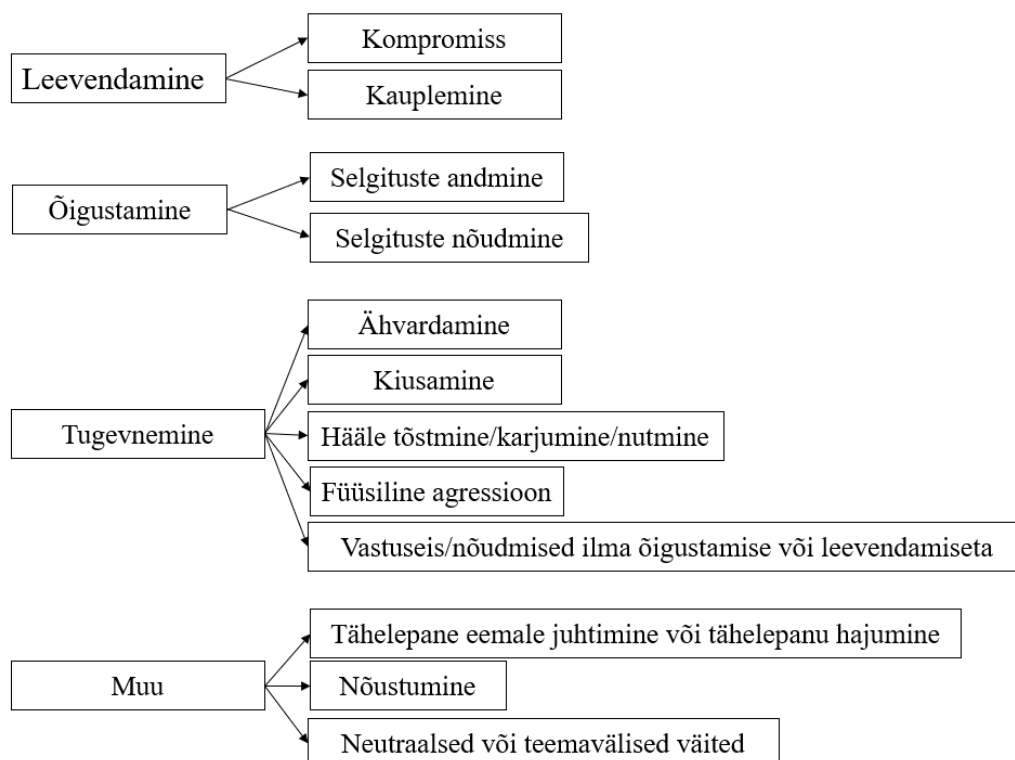 Leevendamine
Kompromiss
Kauplemine
Õigustamine
Selgituste andmine
Selgituste nõudmine
Tugevnemine
Ähvardamine
Kiusamine
Hääle tõstmine/karjumine/nutmine
Füüsiline agressioon
Vastuseis/nõudmised ilma õigustamise või leevendamiseta
Muu
Tähelepane eemale juhtimine või tähelepanu hajumine
Nõustumine
Neutraalsed või teemavälised väited